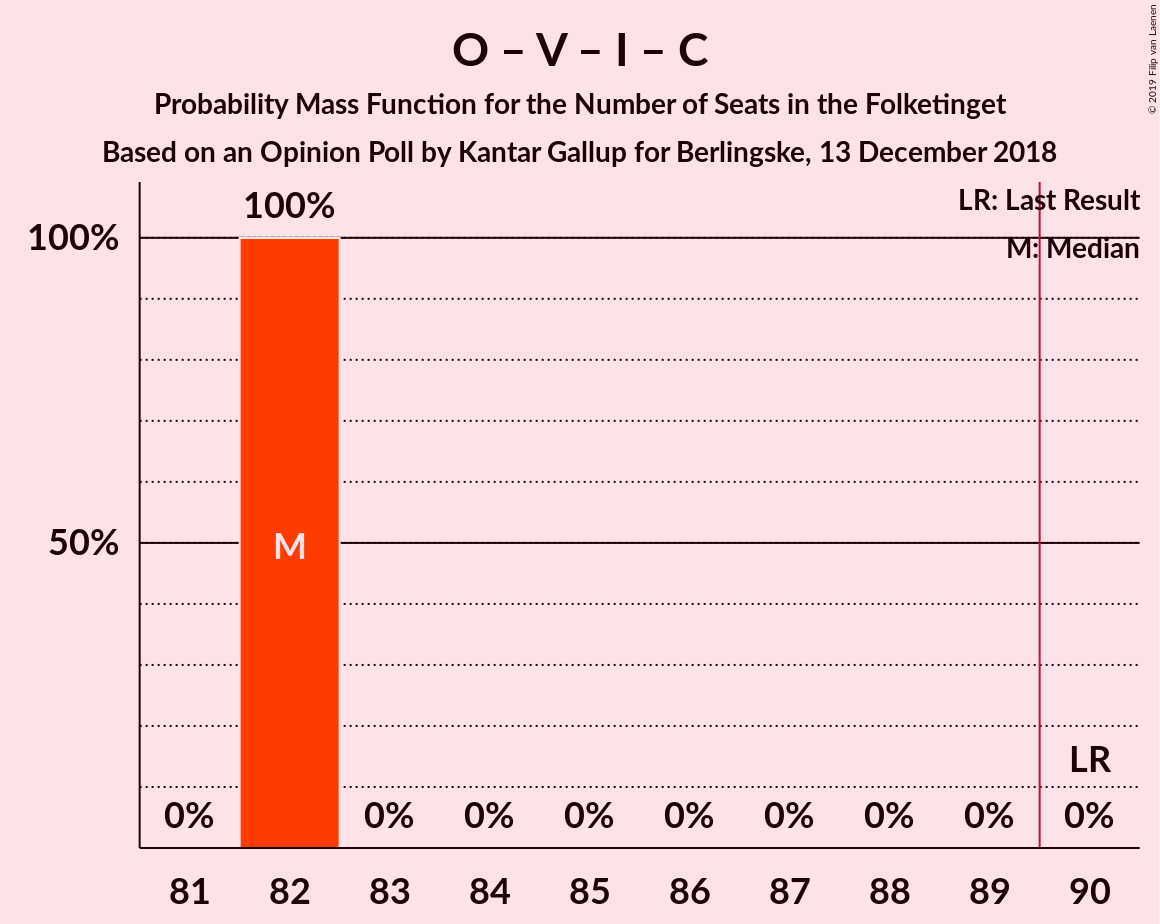 O – V – I – C
Probability Mass Function for the Number of Seats in the Folketinget
Based on an Opinion Poll by Kantar Gallup for Berlingske, 13 December 2018
© 2019 Filip van Laenen
LR: Last Result
M: Median
100%
100%
50%
M
LR
0% 0% 0% 0% 0% 0% 0% 0% 0%
81 82 83 84 85 86 87 88 89 90